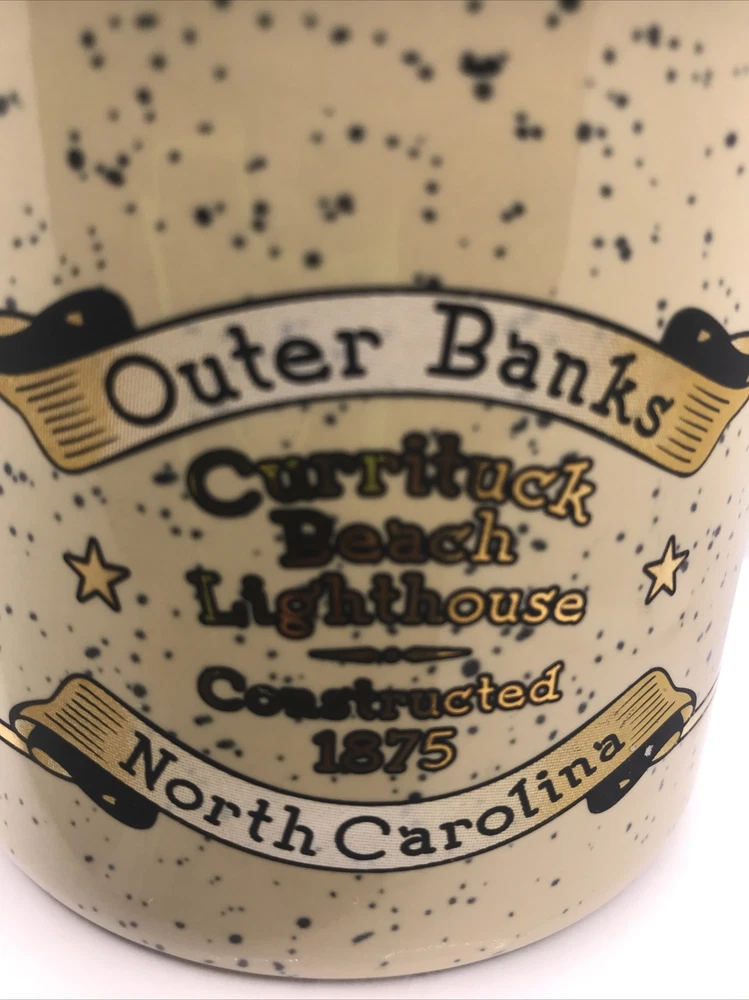 Outer Banks
Currituck
Beach
Lighthouse
Constructed
1875
North Carolina